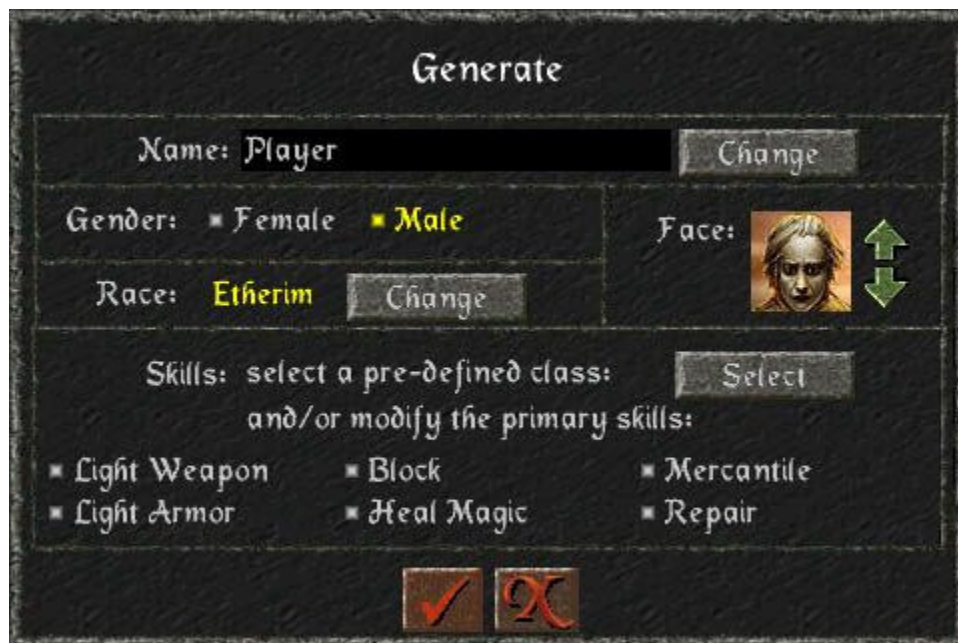 Generate
Name: Player Change
Gender: Female Male
Face:
Race: Etherim Change
Skills: select a pre-defined class: Select
and/or modify the primary skills:
Light Weapon Block Mercantile
Light Armor Heal Magic Repair